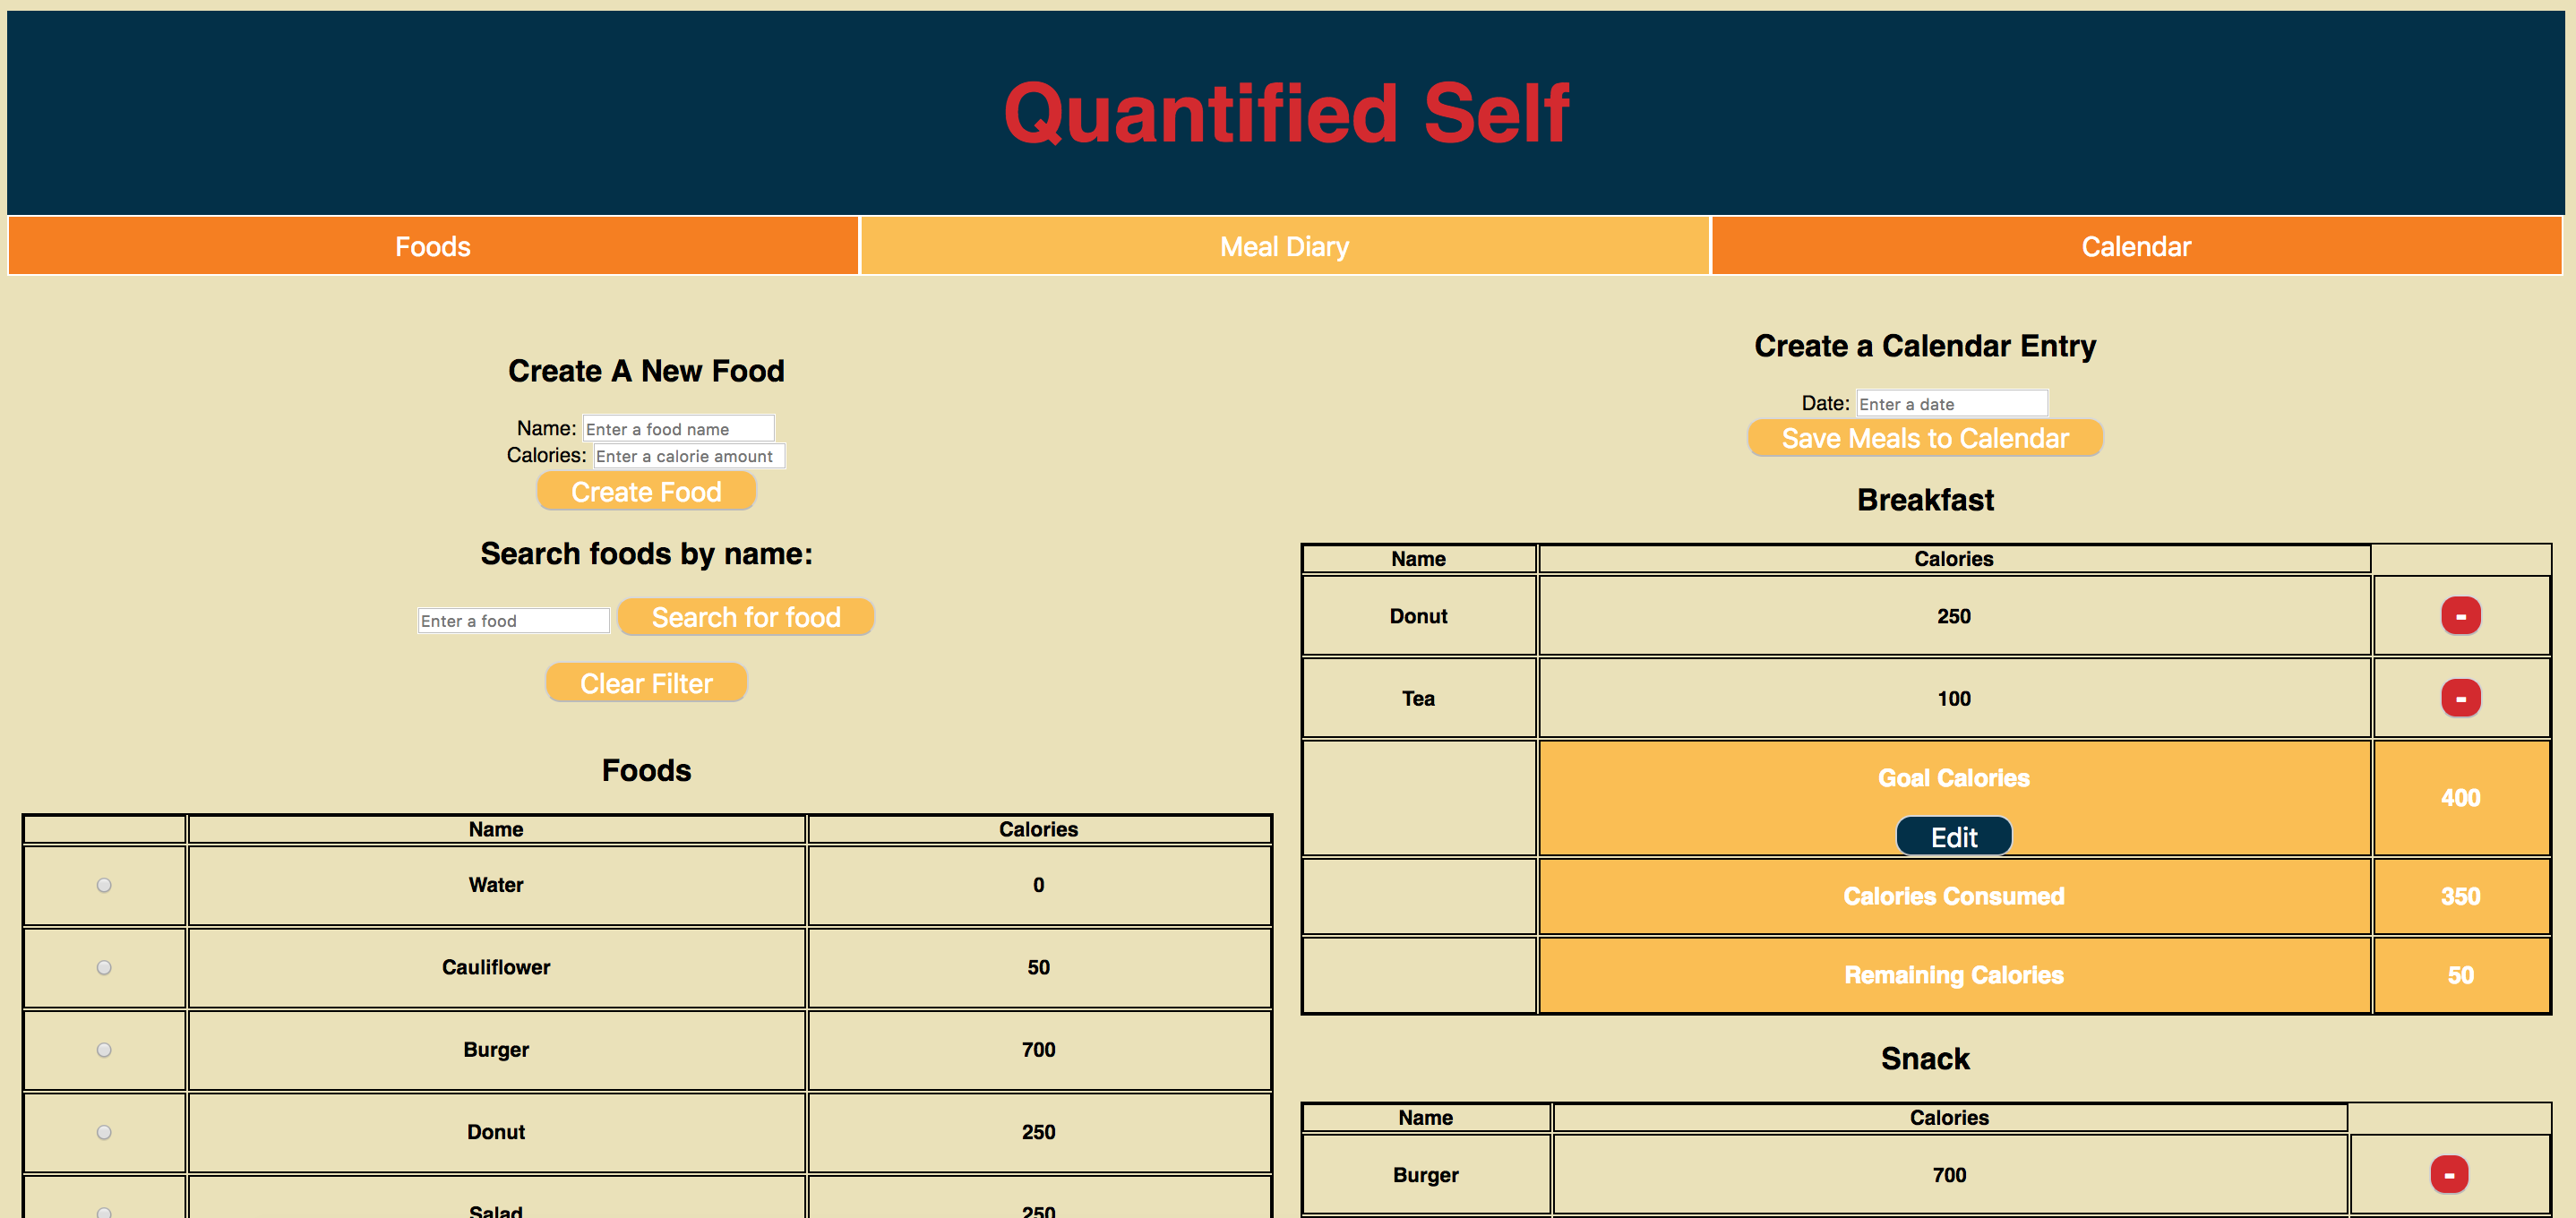 Quantified Self
Foods
Meal Diary
Calendar
Create A New Food
Name: Enter a food name
Calories: Enter a calorie amount
Create Food
Search foods by name:
Enter a food Search for food
Clear Filter
Foods
Name Calories
Water 0
Cauliflower 50
Burger 700
Donut 250
Salad 250
Create a Calendar Entry
Date: Enter a date
Save Meals to Calendar
Breakfast
Name Calories
Donut 250 -
Tea 100 -
Goal Calories 400
Edit
Calories Consumed 350
Remaining Calories 50
Snack
Name Calories
Burger 700 -